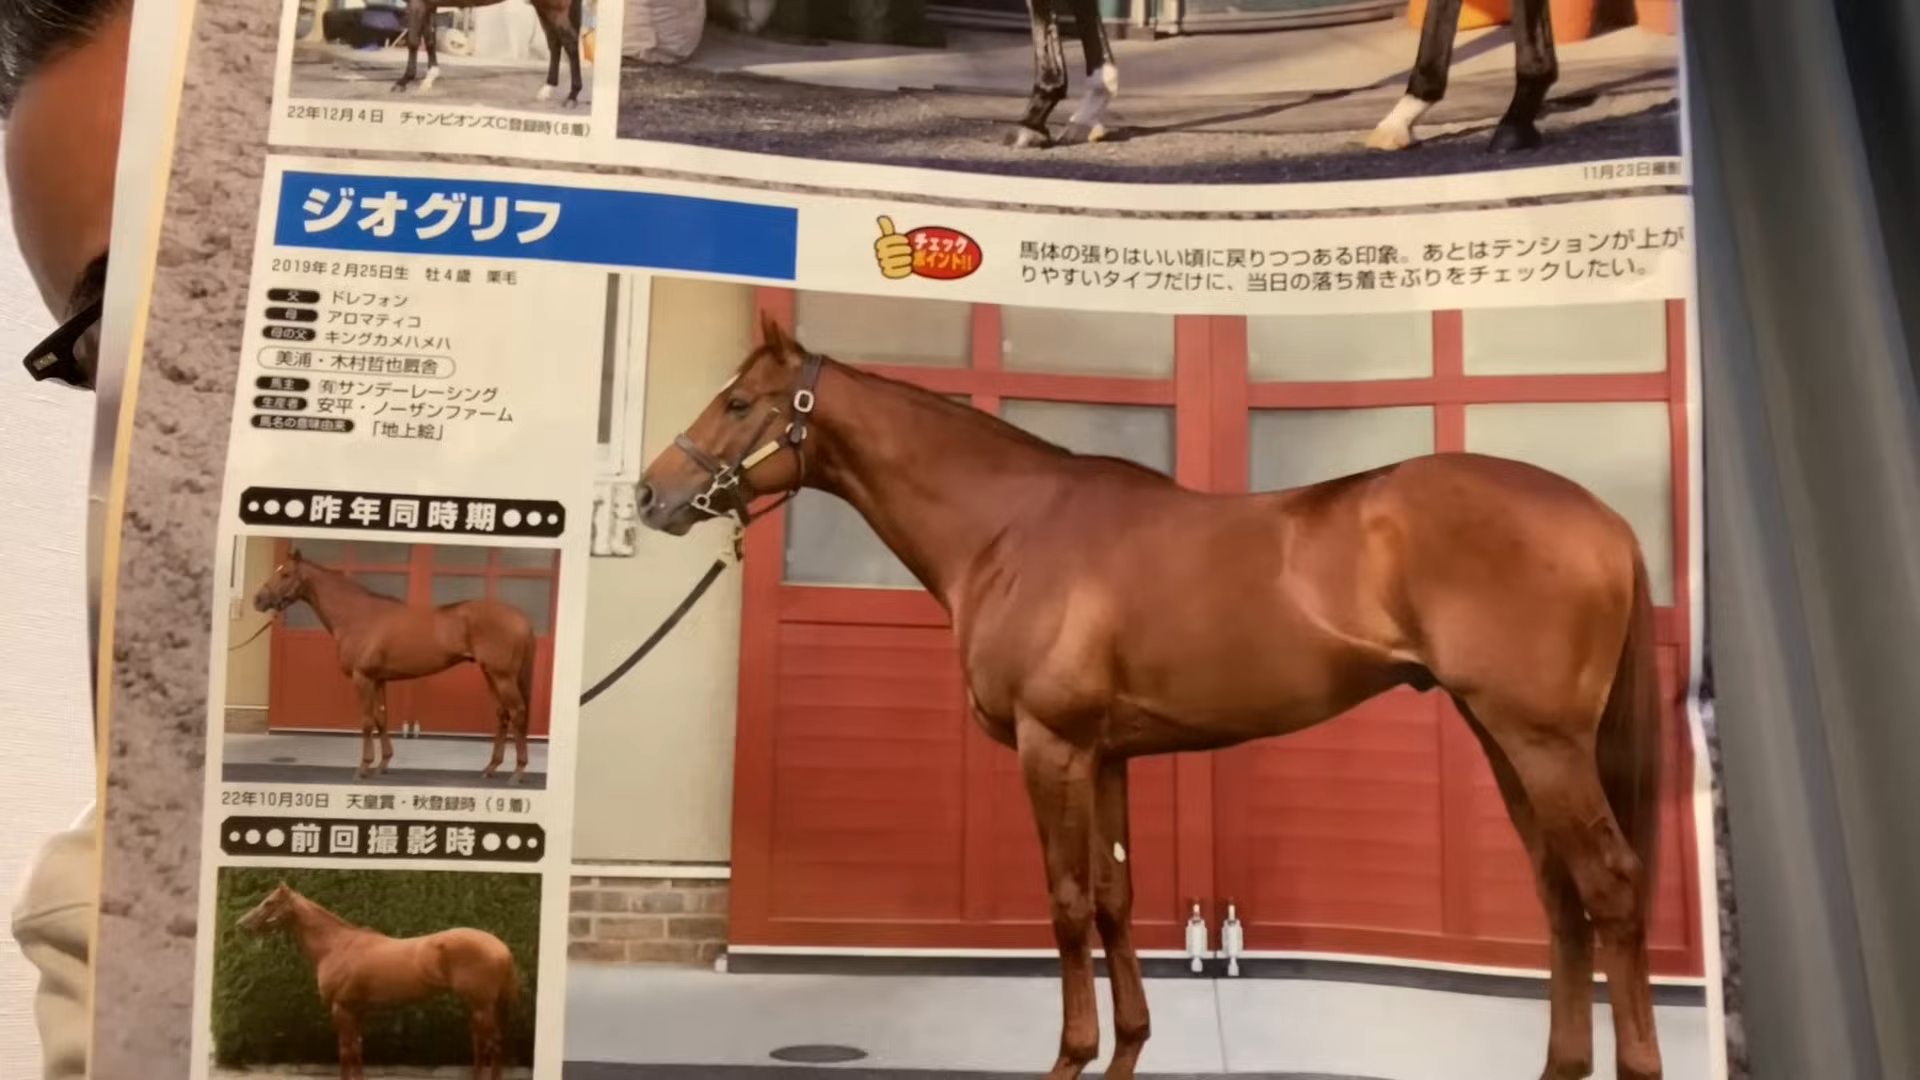 22年12月4日 チャンピオンズC登録時(8着)
11月23日撮影
ジオグリフ
チェック
ポイント!!
馬体の張りはいい頃に戻りつつある印象。あとはテンションが上が
りやすいタイプだけに、当日の落ち着きぶりをチェックしたい。
2019年2月25日生 牡4歳 栗毛
父 ドレフォン
母 アロマティコ
母の父 キングカメハメハ
美浦・木村哲也厩舎
馬主 ㈲サンデーレーシング
生産者 安平・ノーザンファーム
馬名の意味由来 「地上絵」
昨年同時期
22年10月30日 天皇賞・秋登録時(9着)
前回撮影時